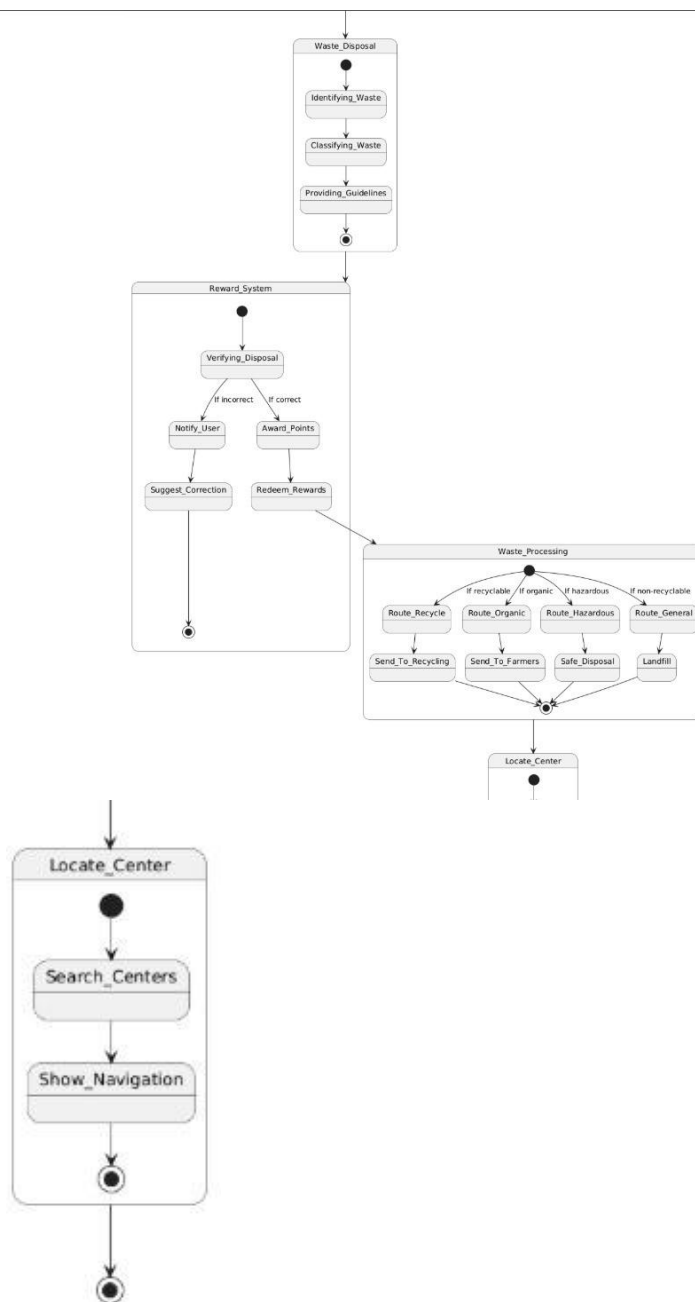 Waste_Disposal
Identifying_Waste
Classifying_Waste
Providing_Guidelines
Reward_System
Verifying_Disposal
If incorrect
If correct
Notify_User
Award_Points
Suggest_Correction
Redeem_Rewards
Waste_Processing
If recyclable
If organic
If hazardous
If non-recyclable
Route_Recycle
Route_Organic
Route_Hazardous
Route_General
Send_To_Recycling
Send_To_Farmers
Safe_Disposal
Landfill
Locate_Center
Locate_Center
Search_Centers
Show_Navigation